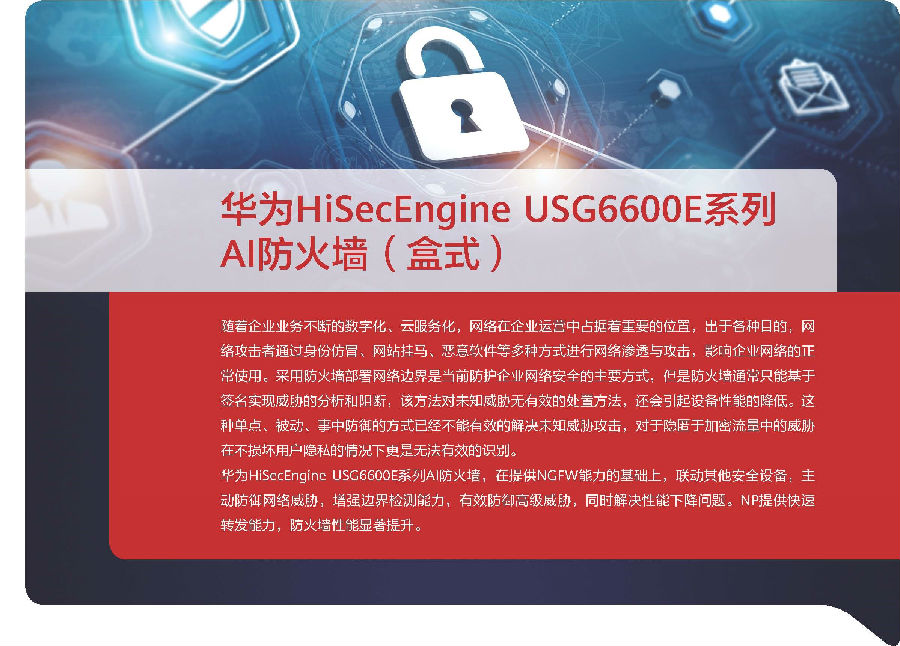 华为HiSecEngine USG6600E系列
AI防火墙（盒式）
随着企业业务不断的数字化、云服务化，网络在企业运营中占据着重要的位置，出于各种目的，网
络攻击者通过身份仿冒、网站挂马、恶意软件等多种方式进行网络渗透与攻击，影响企业网络的正
常使用。采用防火墙部署网络边界是当前防护企业网络安全的主要方式，但是防火墙通常只能基于
签名实现威胁的分析和阻断，该方法对未知威胁无有效的处置方法，还会引起设备性能的降低。这
种单点、被动、事中防御的方式已经不能有效的解决未知威胁攻击，对于隐匿于加密流量中的威胁
在不损坏用户隐私的情况下更是无法有效的识别。
华为HiSecEngine USG6600E系列AI防火墙，在提供NGFW能力的基础上，联动其他安全设备，主
动防御网络威胁，增强边界检测能力，有效防御高级威胁，同时解决性能下降问题。NP提供快速
转发能力，防火墙性能显著提升。